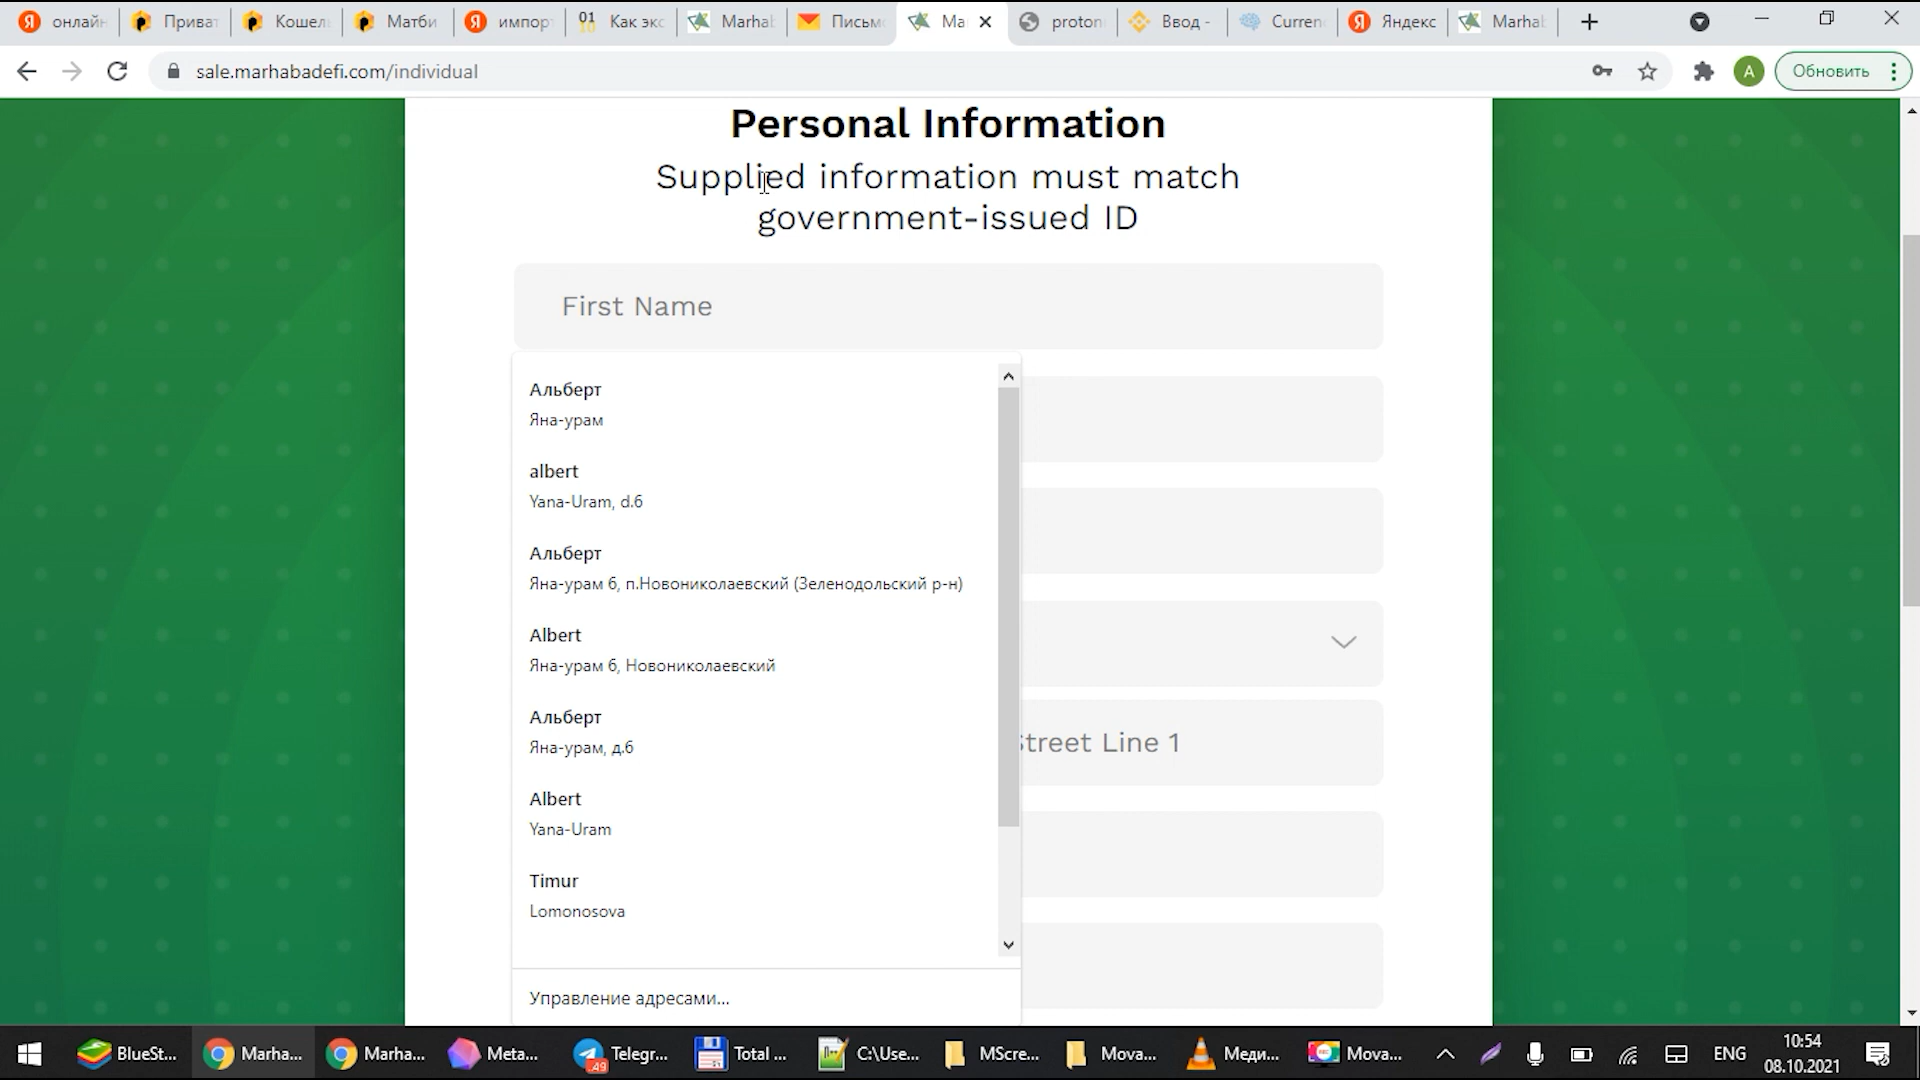 онлайн
Приват
Кошель
Матби
импор
Как экс
Marhab
Письмо
Ma
proton
Ввод -
Curren
Яндекс
Marhab
sale.marhabadefi.com/individual
A
Обновить
Personal Information
Supplied information must match
government-issued ID
First Name
Альберт
Яна-урам
albert
Yana-Uram, d.6
Альберт
Яна-урам 6, п.Новониколаевский (Зеленодольский р-н)
Albert
Яна-урам 6, Новониколаевский
Альберт
Яна-урам, д.6
Street Line 1
Albert
Yana-Uram
Timur
Lomonosova
Управление адресами...
BlueSt...
Marha...
Marha...
Meta...
Telegr...
49
Total ...
C:\Use...
MScre...
Mova...
Меди...
Mova...
ENG
10:54
08.10.2021